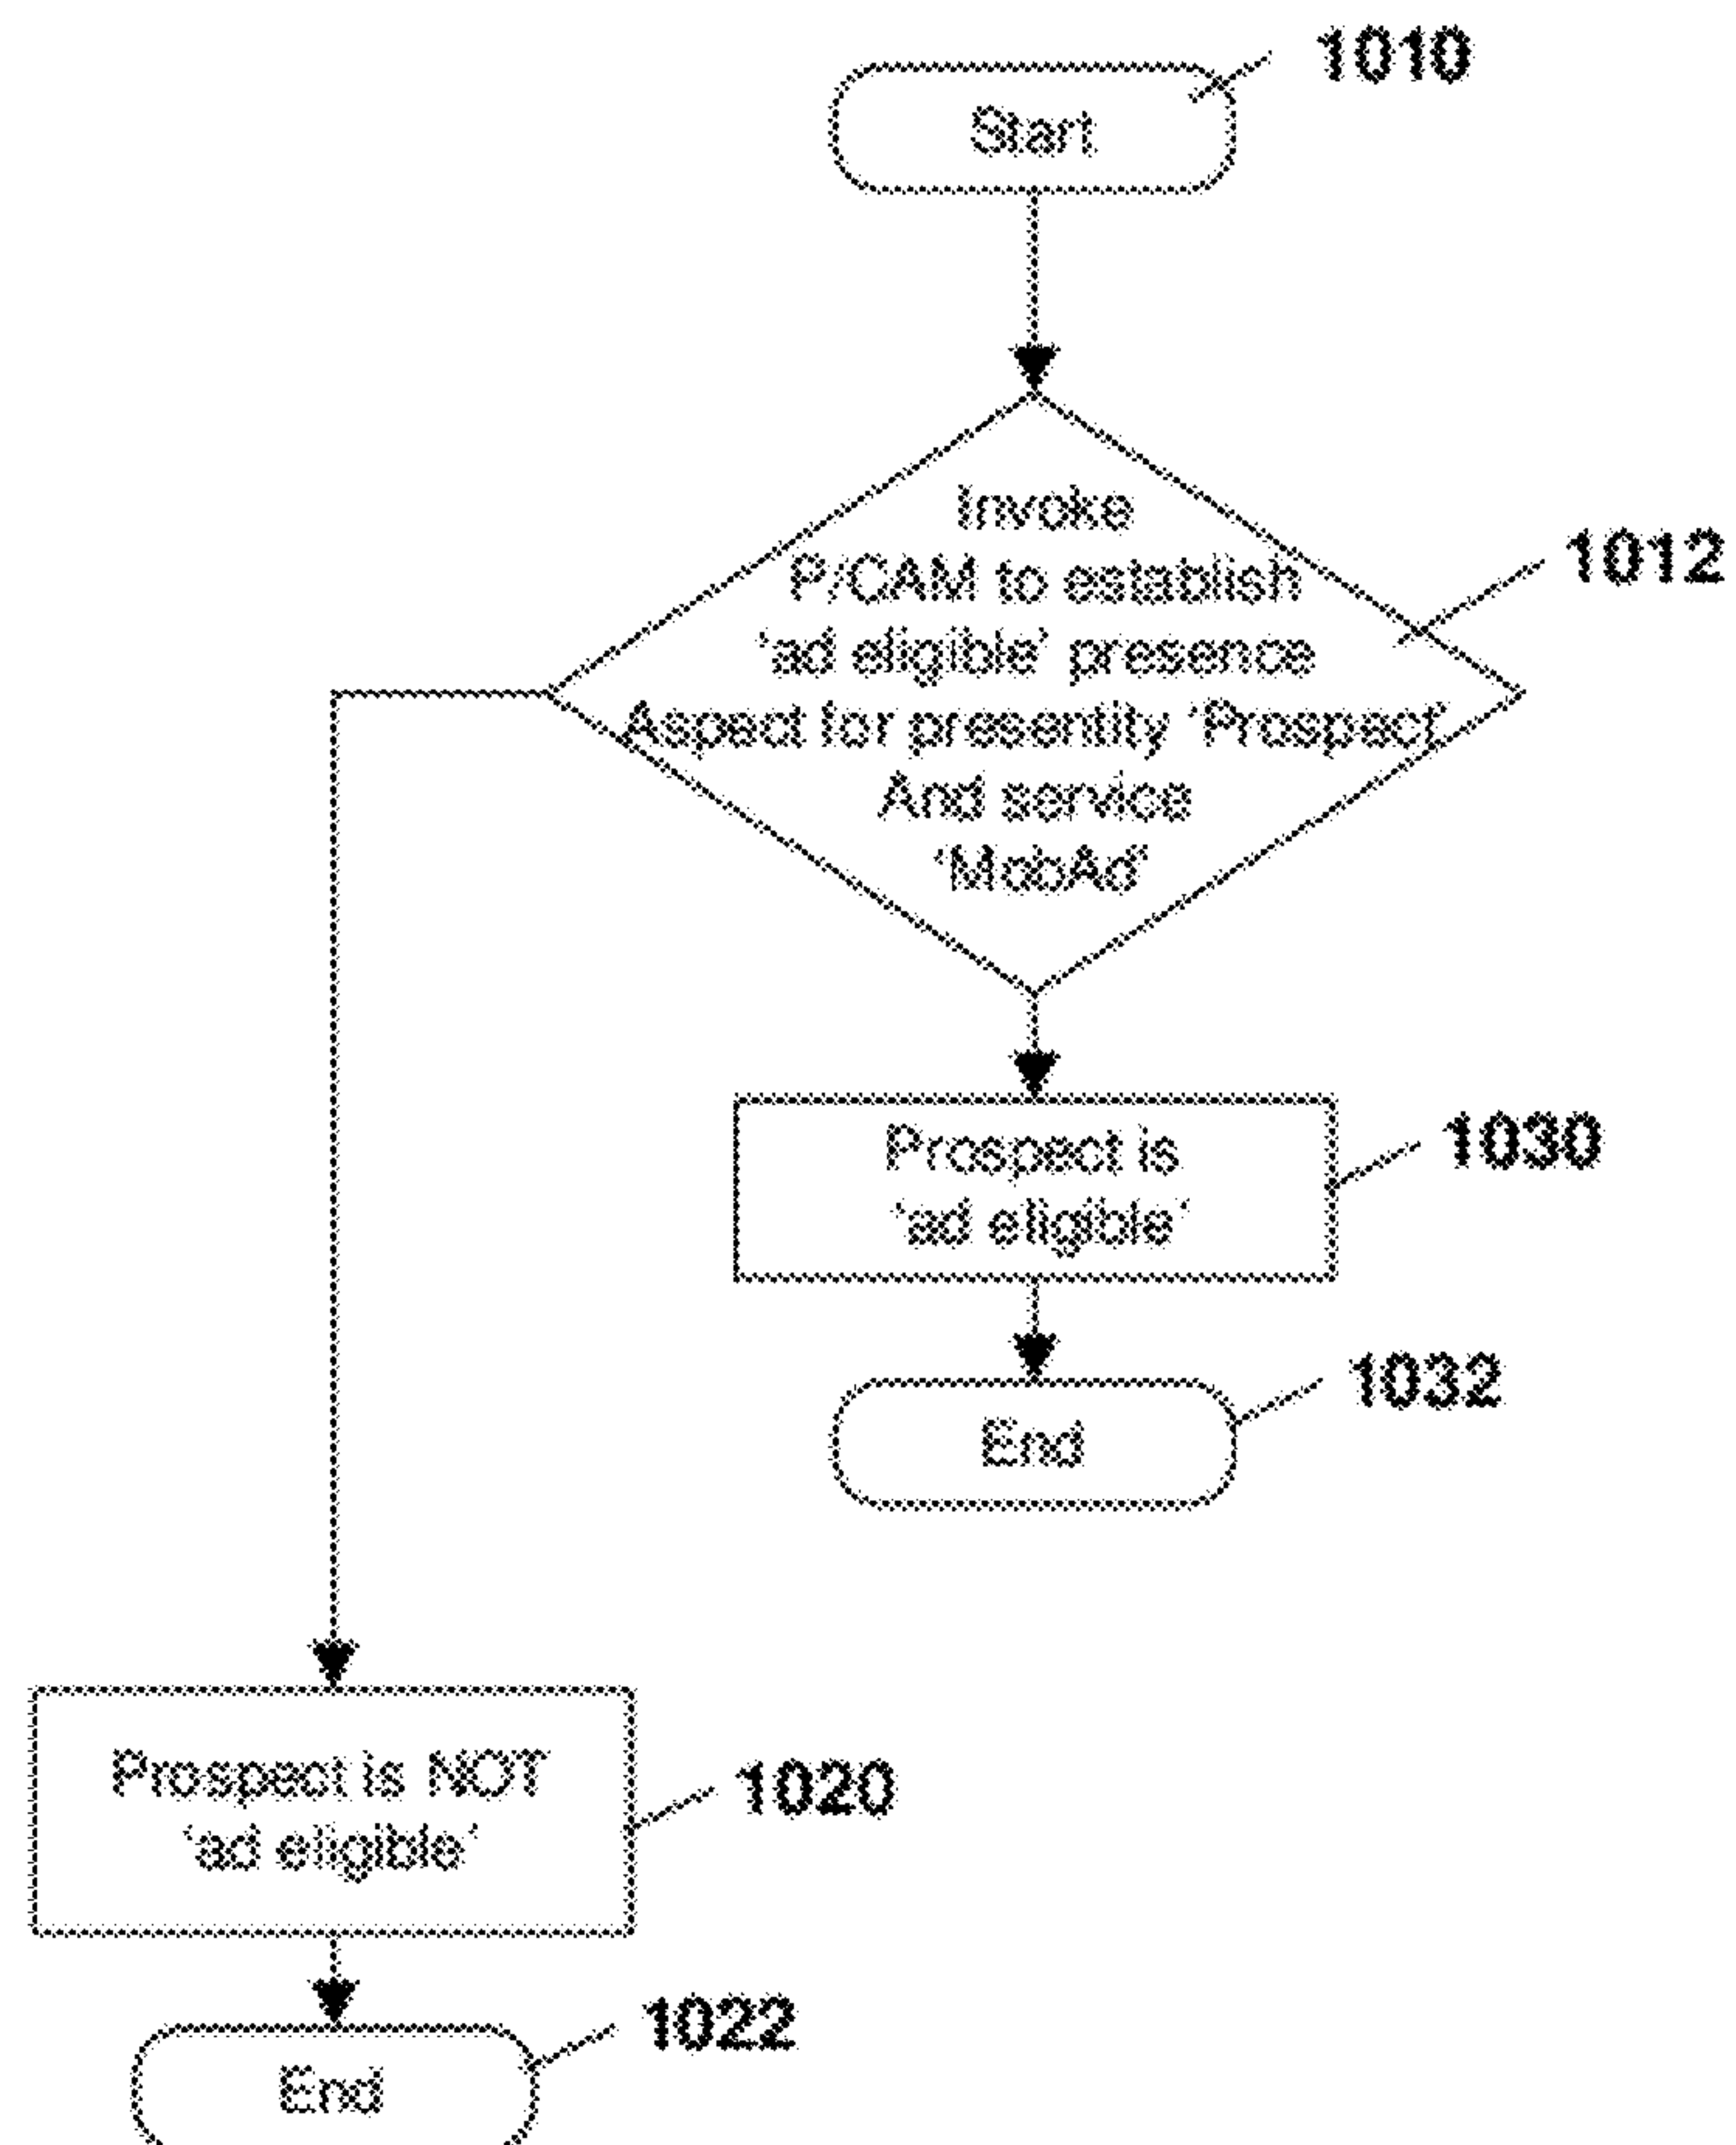 1010
Start
Invoke
P/CAM to establish
1012
'ad eligible' presence
Aspect for presentity 'Prospect'
And service
'MobAd'
Prospect is
1030
'ad eligible'
1032
End
Prospect is NOT
1020
'ad eligible'
1022
End